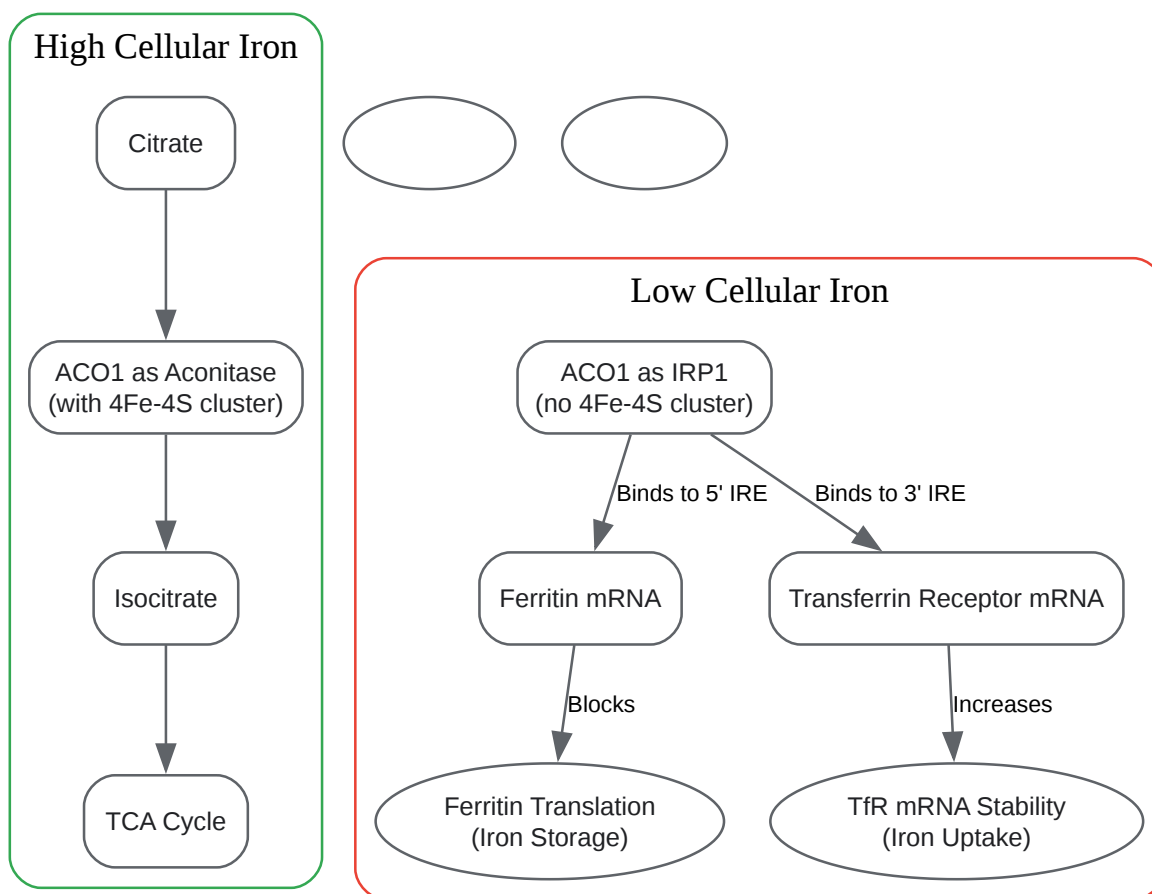 High Cellular Iron
Citrate
ACO1 as Aconitase
(with 4Fe-4S cluster)
Isocitrate
TCA Cycle
Low Cellular Iron
ACO1 as IRP1
(no 4Fe-4S cluster)
Binds to 5' IRE
Binds to 3' IRE
Ferritin mRNA
Transferrin Receptor mRNA
Blocks
Increases
Ferritin Translation
(Iron Storage)
TfR mRNA Stability
(Iron Uptake)